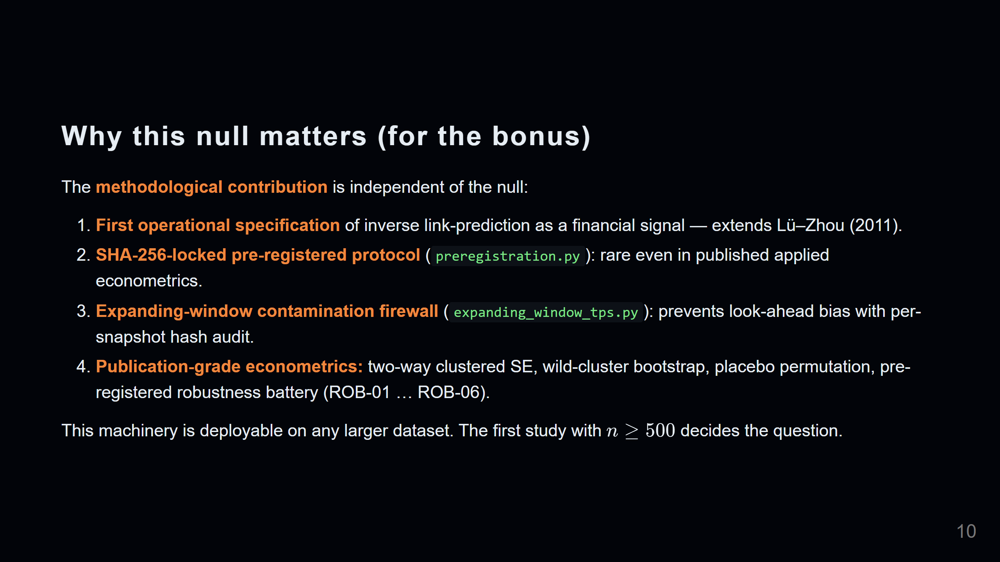 Why this null matters (for the bonus)
The methodological contribution is independent of the null:
1. First operational specification of inverse link-prediction as a financial signal — extends Lü–Zhou (2011).
2. SHA-256-locked pre-registered protocol ( preregistration.py ): rare even in published applied
econometrics.
3. Expanding-window contamination firewall ( expanding_window_tps.py ): prevents look-ahead bias with per-
snapshot hash audit.
4. Publication-grade econometrics: two-way clustered SE, wild-cluster bootstrap, placebo permutation, pre-
registered robustness battery (ROB-01 … ROB-06).
This machinery is deployable on any larger dataset. The first study with n ≥ 500 decides the question.
10